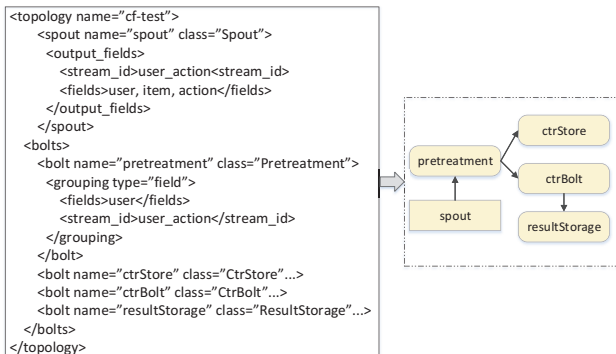 <topology name=”cf-test”>
<spout name=”spout” class=”Spout”>
<output_fields>
<stream_id>user_action<stream_id>
<fields>user, item, action</fields>
</output_fields>
</spout>
<bolts>
<bolt name=”pretreatment” class=”Pretreatment”>
<grouping type=”field”>
<fields>user</fields>
<stream_id>user_action</stream_id>
</grouping>
</bolt>
<bolt name=”ctrStore” class=”CtrStore”...>
<bolt name=”ctrBolt” class=”CtrBolt”...>
<bolt name=”resultStorage” class=”ResultStorage”...>
</bolts>
</topology>
ctrStore
pretreatment
ctrBolt
spout
resultStorage